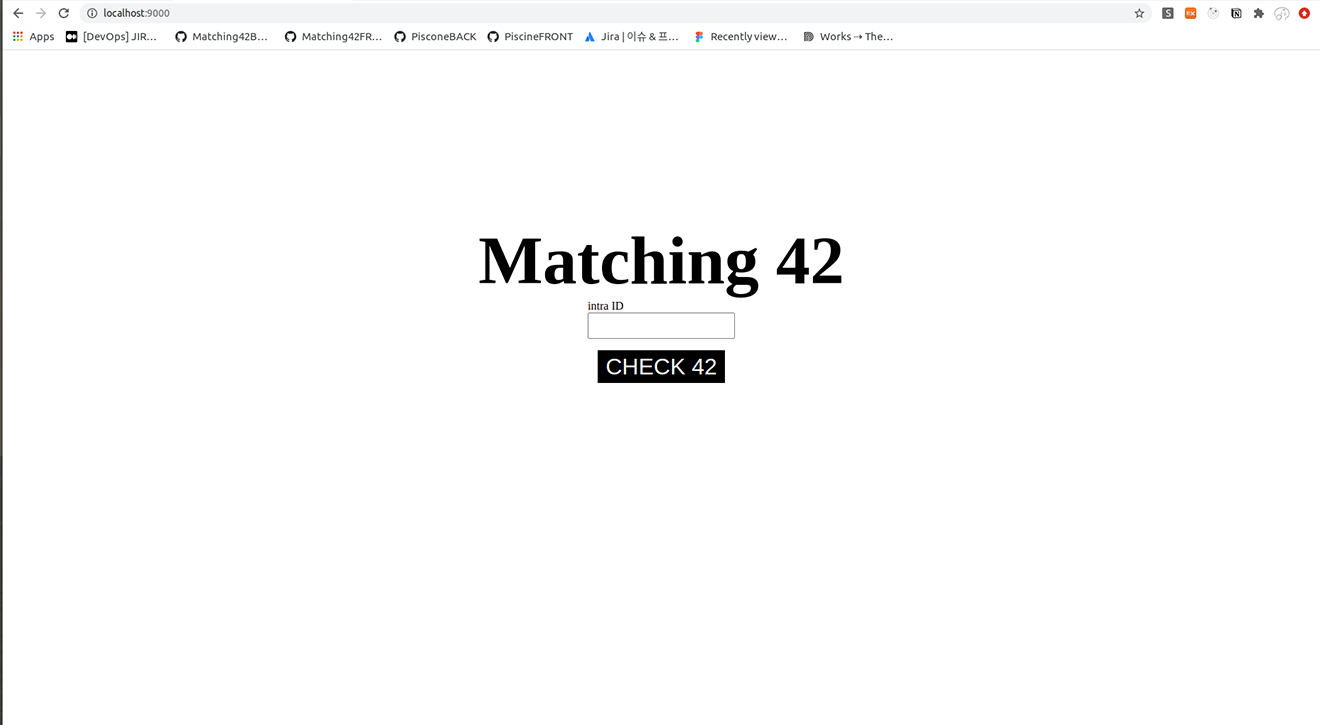 localhost:9000
Apps [DevOps] JIR... Matching42B... Matching42FR... PisconeBACK PiscineFRONT Jira | 이슈 & 프... Recently view... Works ⇢ The...
Matching 42
intra ID
CHECK 42